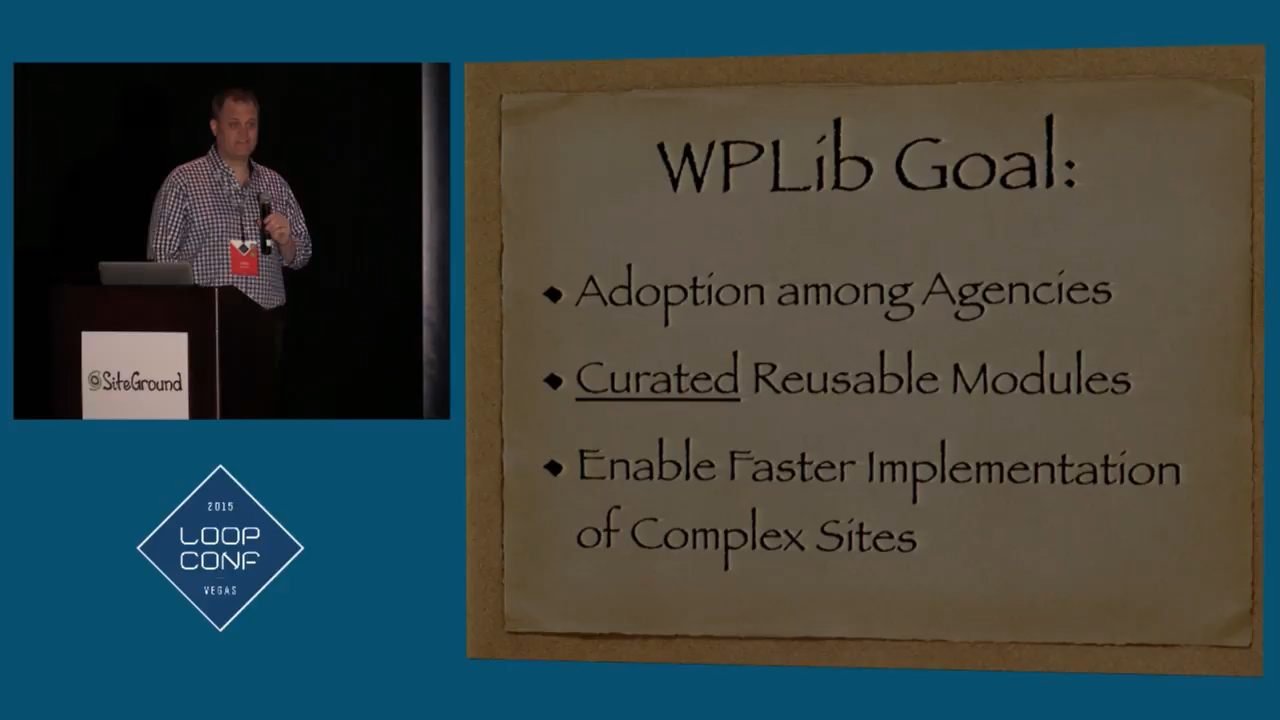 WPLib Goal:
Adoption among Agencies
Curated Reusable Modules
Enable Faster Implementation
of Complex Sites
SiteGround
2015
LOOP
CONF
VEGAS